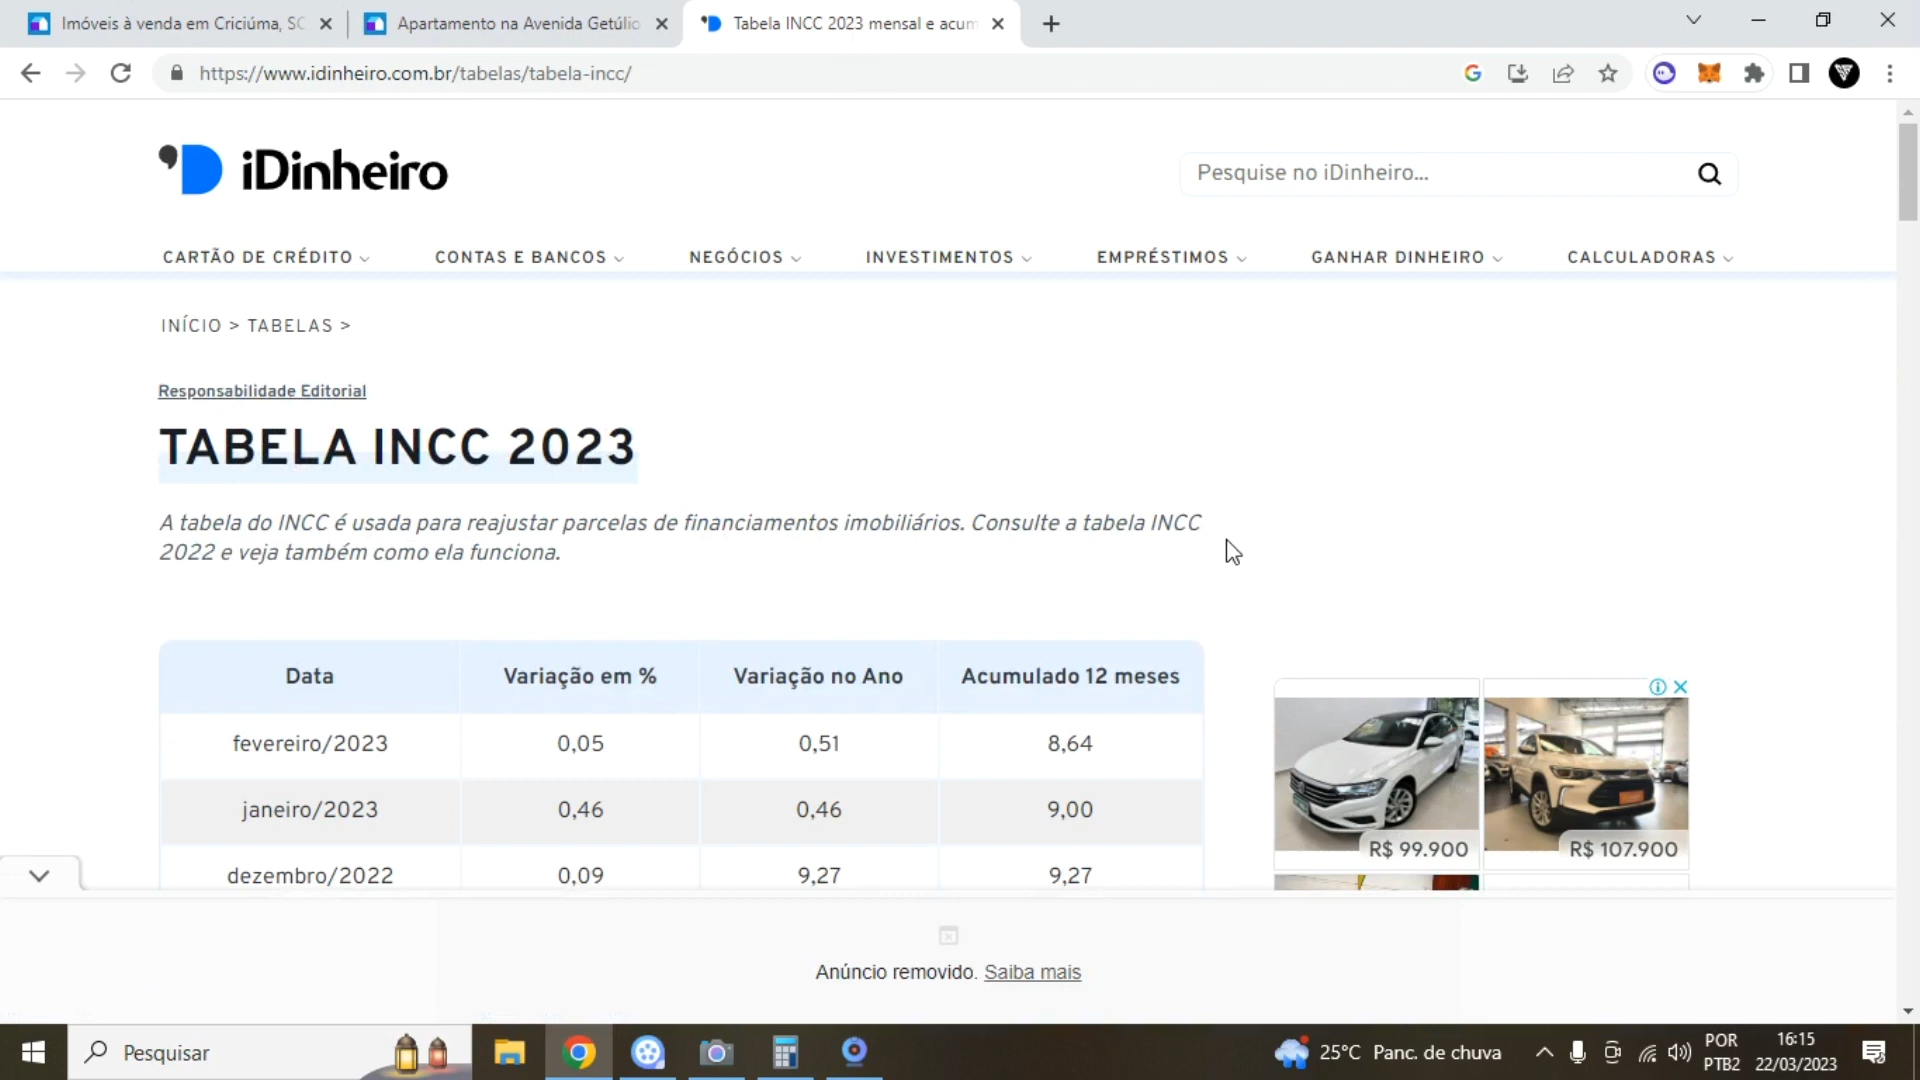 Imóveis à venda em Criciúma, SC
Apartamento na Avenida Getúlio
Tabela INCC 2023 mensal e acum
https://www.idinheiro.com.br/tabelas/tabela-incc/
iDinheiro
Pesquise no iDinheiro...
CARTÃO DE CRÉDITO
CONTAS E BANCOS
NEGÓCIOS
INVESTIMENTOS
EMPRÉSTIMOS
GANHAR DINHEIRO
CALCULADORAS
INÍCIO > TABELAS >
Responsabilidade Editorial
TABELA INCC 2023
A tabela do INCC é usada para reajustar parcelas de financiamentos imobiliários. Consulte a tabela INCC
2022 e veja também como ela funciona.
Data Variação em % Variação no Ano Acumulado 12 meses
fevereiro/2023 0,05 0,51 8,64
janeiro/2023 0,46 0,46 9,00
dezembro/2022 0,09 9,27 9,27
R$ 99.900
R$ 107.900
Anúncio removido. Saiba mais
Pesquisar
25°C Panc. de chuva
POR
PTB2
16:15
22/03/2023